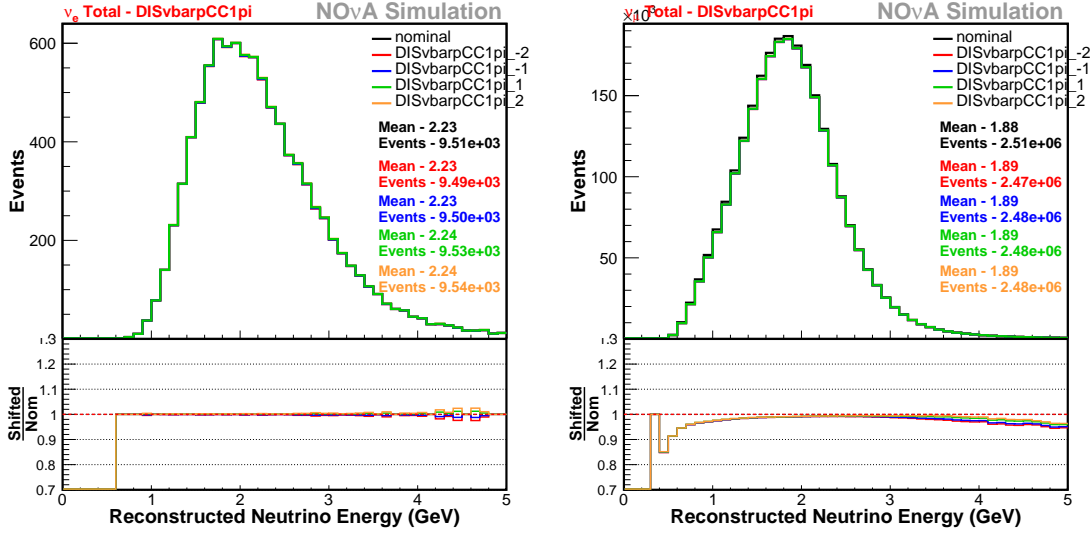 ν_e Total - DISvbarpCC1pi
NOνA Simulation
600
400
200
Events
nominal
DISvbarpCC1pi_-2
DISvbarpCC1pi_-1
DISvbarpCC1pi_1
DISvbarpCC1pi_2
Mean - 2.23
Events - 9.51e+03
Mean - 2.23
Events - 9.49e+03
Mean - 2.23
Events - 9.50e+03
Mean - 2.24
Events - 9.53e+03
Mean - 2.24
Events - 9.54e+03
1.3
1.2
1.1
1
0.9
0.8
0.7
Shifted
Nom
0 1 2 3 4 5
Reconstructed Neutrino Energy (GeV)
Total - DISvbarpCC1pi
NOνA Simulation
150
100
50
Events
nominal
DISvbarpCC1pi_-2
DISvbarpCC1pi_-1
DISvbarpCC1pi_1
DISvbarpCC1pi_2
Mean - 1.88
Events - 2.51e+06
Mean - 1.89
Events - 2.47e+06
Mean - 1.89
Events - 2.48e+06
Mean - 1.89
Events - 2.48e+06
Mean - 1.89
Events - 2.48e+06
1.3
1.2
1.1
1
0.9
0.8
0.7
Shifted
Nom
0 1 2 3 4 5
Reconstructed Neutrino Energy (GeV)